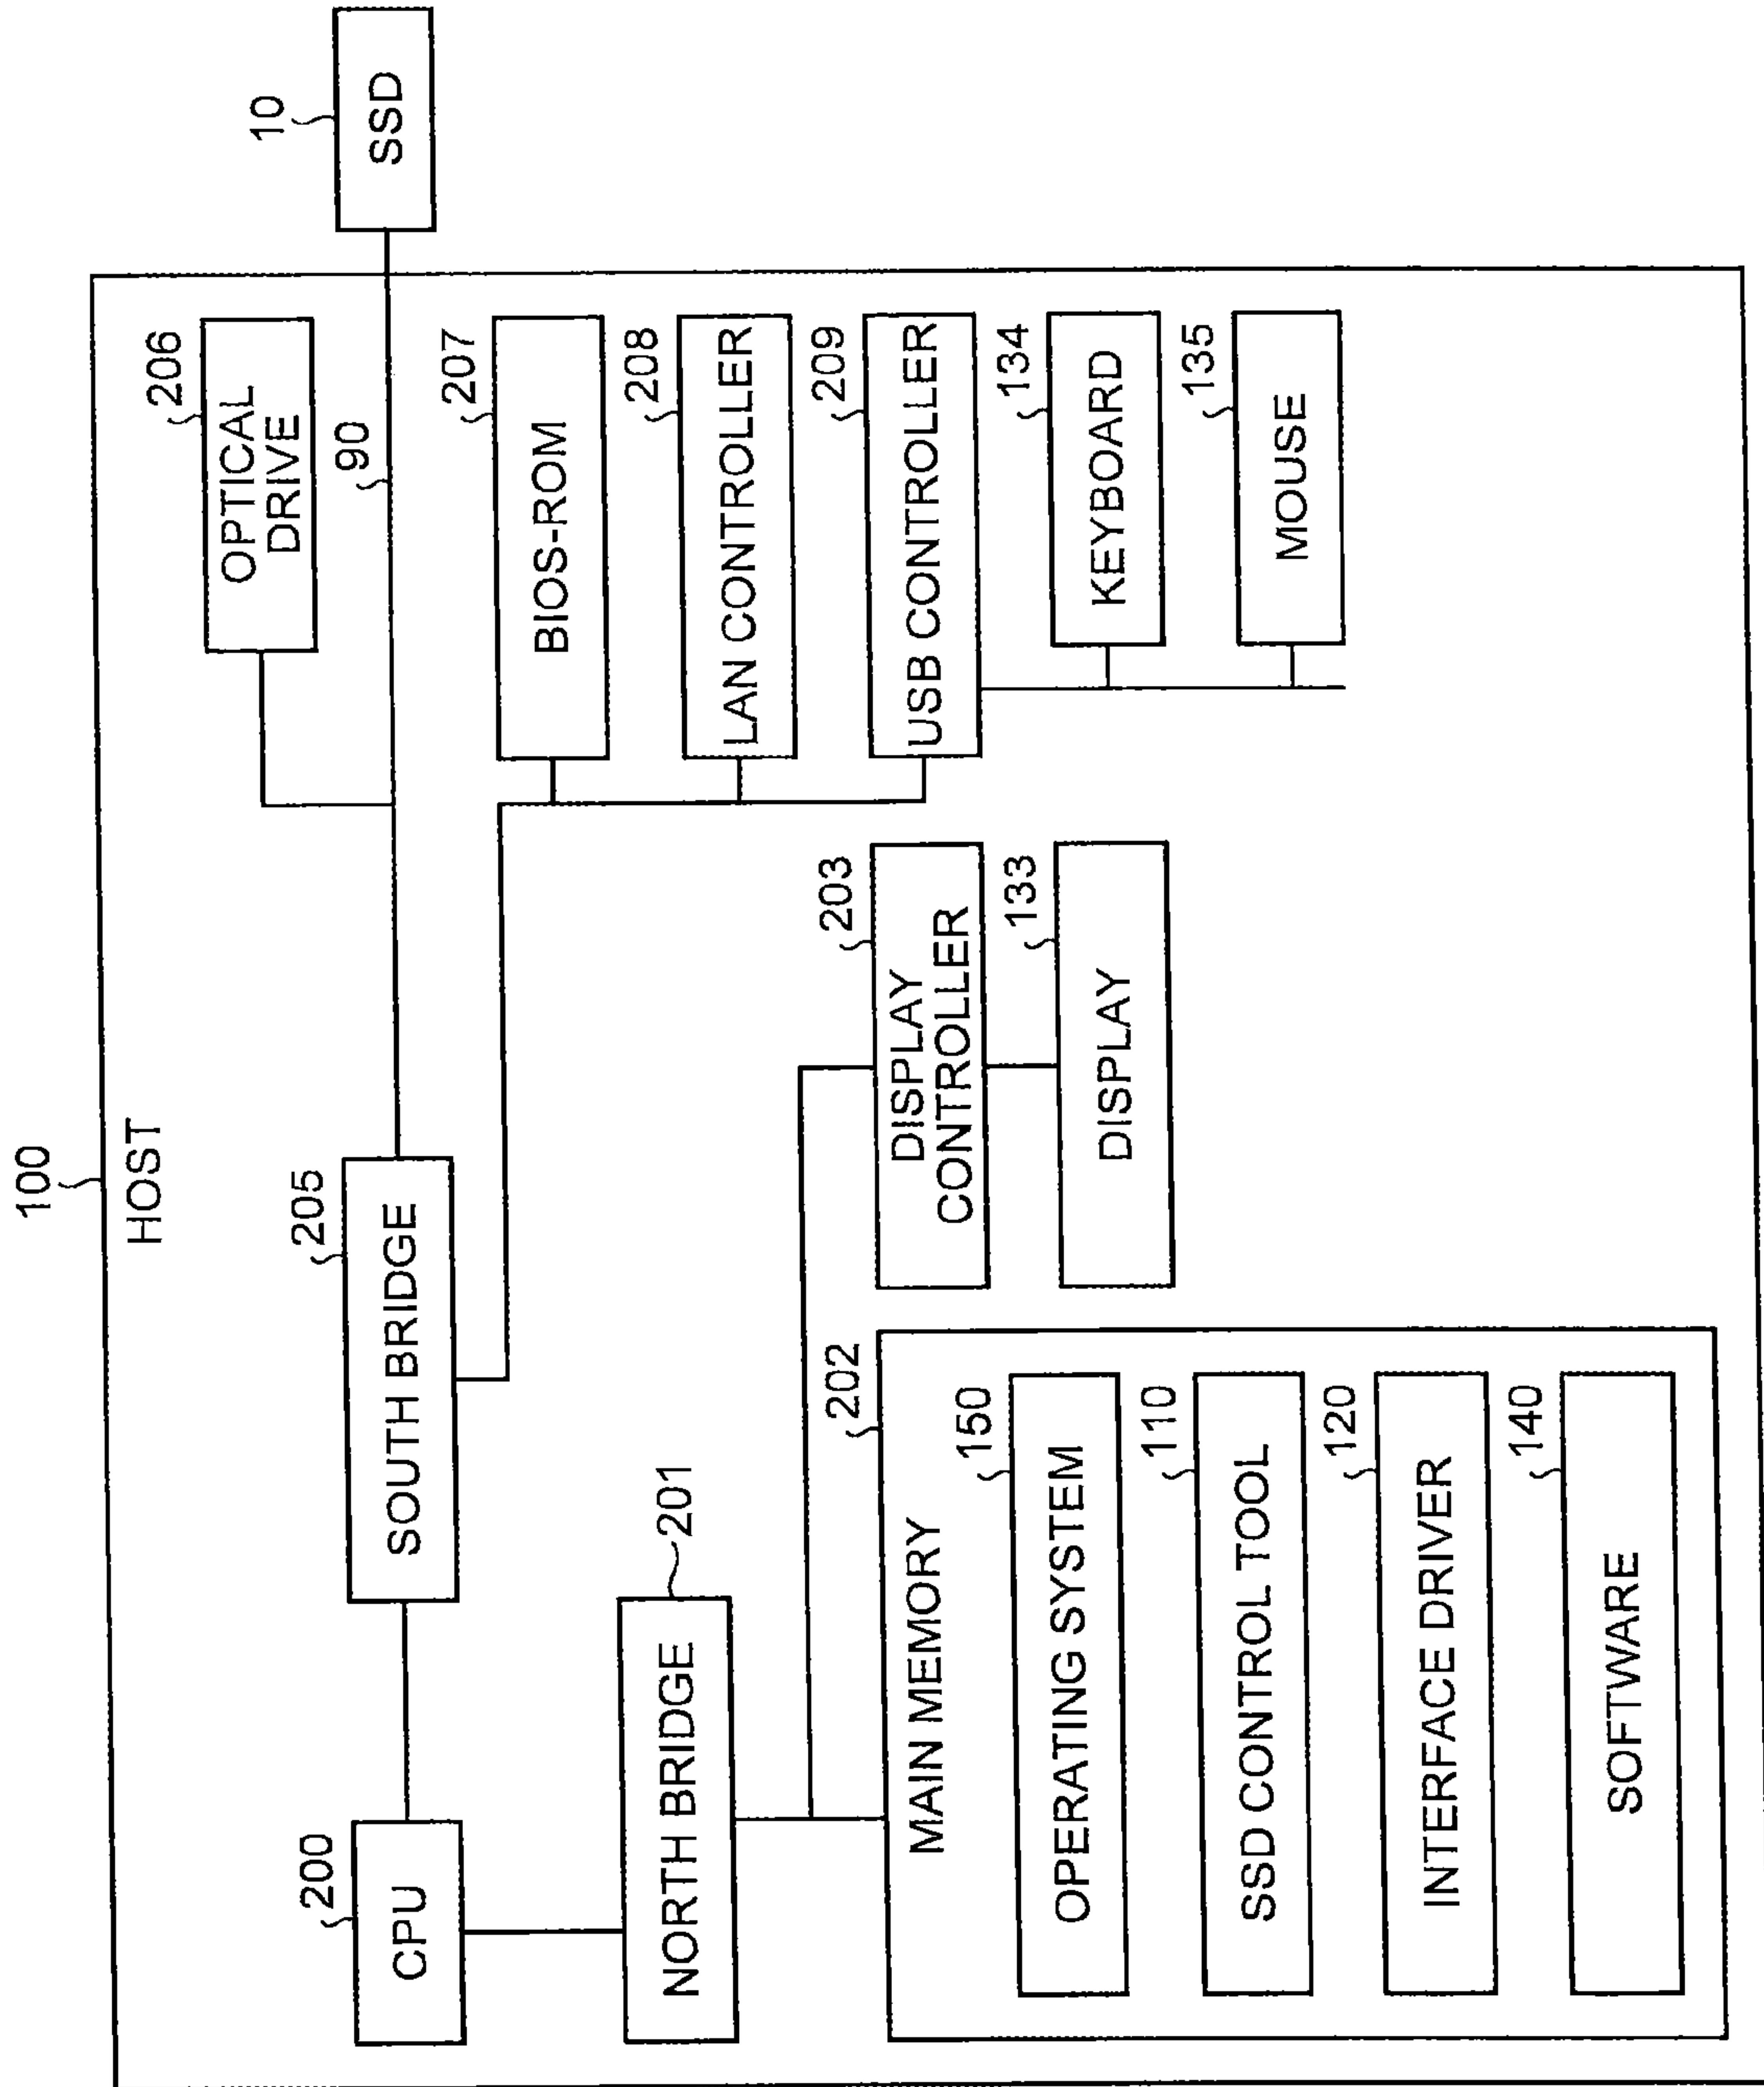 100
HOST
200
CPU
205
SOUTH BRIDGE
90
206
OPTICAL
DRIVE
10
SSD
201
NORTH BRIDGE
207
BIOS-ROM
208
LAN CONTROLLER
209
USB CONTROLLER
134
KEYBOARD
135
MOUSE
203
DISPLAY
CONTROLLER
133
DISPLAY
202
MAIN MEMORY
150
OPERATING SYSTEM
110
SSD CONTROL TOOL
120
INTERFACE DRIVER
140
SOFTWARE